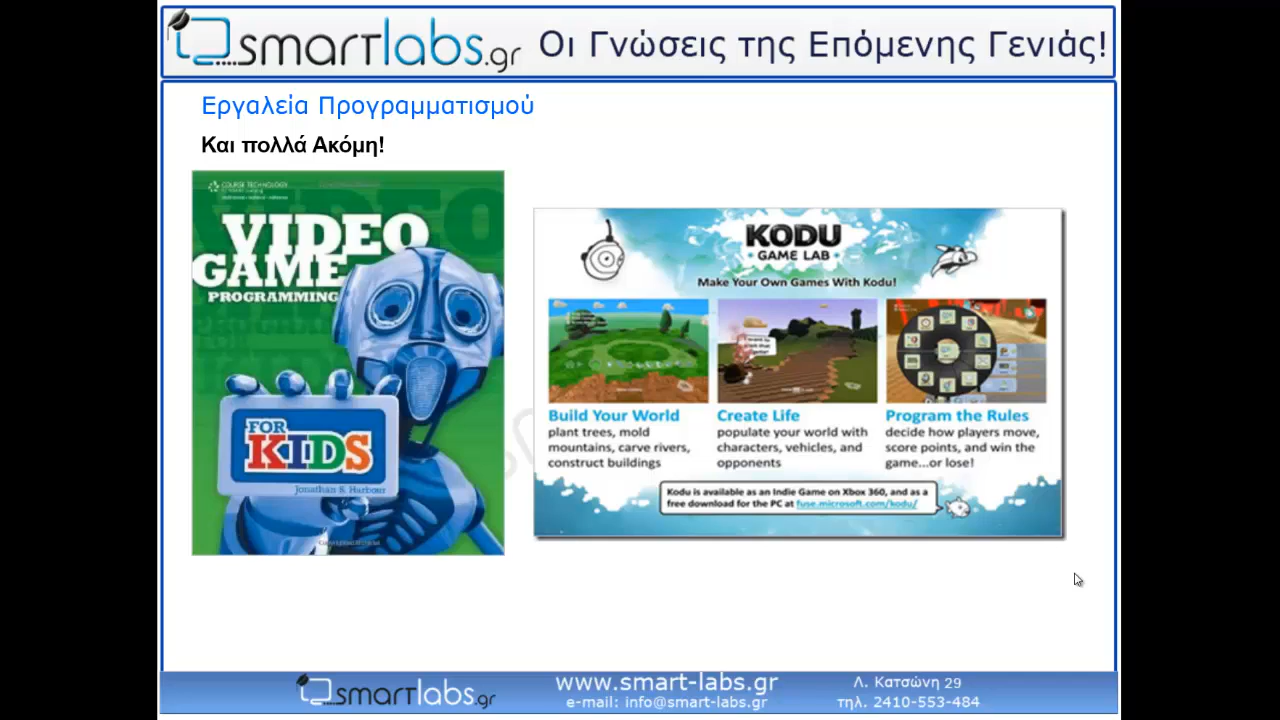 smartlabs.gr Οι Γνώσεις της Επόμενης Γενιάς!
Εργαλεία Προγραμματισμού
Και πολλά Ακόμη!
COURSE TECHNOLOGY
VIDEO
GAME
PROGRAMMING
FOR
KIDS
Jonathan S. Harbour
KODU
GAME LAB
Make Your Own Games With Kodu!
Build Your World
plant trees, mold
mountains, carve rivers,
construct buildings
Create Life
populate your world with
characters, vehicles, and
opponents
Program the Rules
decide how players move,
score points, and win the
game...or lose!
Kodu is available as an Indie Game on Xbox 360, and as a
free download for the PC at fuse.microsoft.com/kodu/
smartlabs.gr
www.smart-labs.gr
e-mail: info@smart-labs.gr
Λ. Κατσώνη 29
τηλ. 2410-553-484